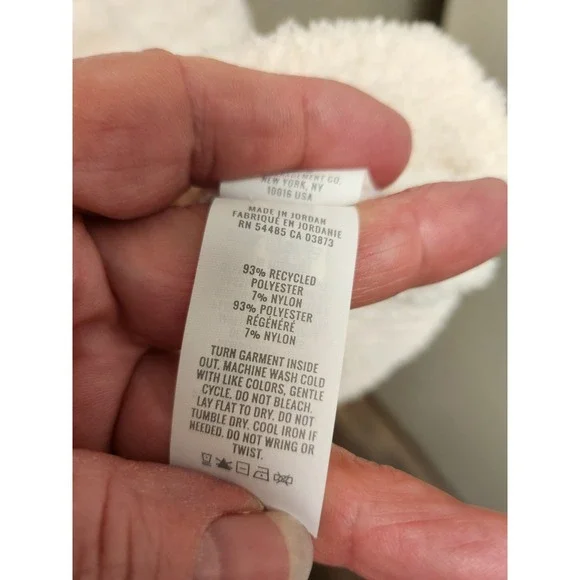 NEW YORK, NY
10016 USA
MADE IN JORDAN
FABRIQUÉ EN JORDANIE
RN 54485 CA 03873
93% RECYCLED
POLYESTER
7% NYLON
93% POLYESTER
RÉGÉNÉRÉ
7% NYLON
TURN GARMENT INSIDE
OUT. MACHINE WASH COLD
WITH LIKE COLORS, GENTLE
CYCLE. DO NOT BLEACH.
LAY FLAT TO DRY. DO NOT
TUMBLE DRY. COOL IRON IF
NEEDED. DO NOT WRING OR
TWIST.